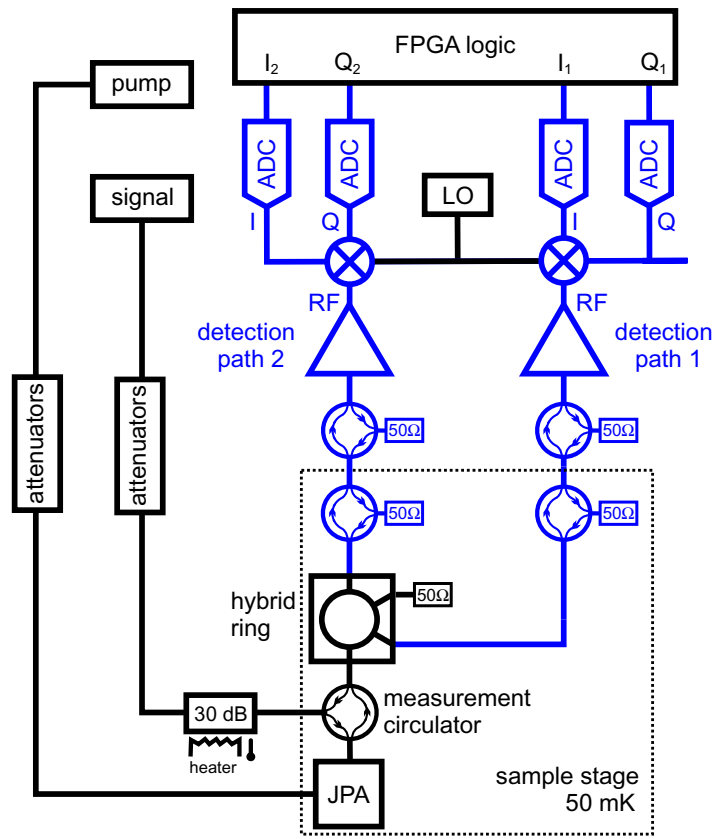 FPGA logic
I₂
Q₂
I₁
Q₁
pump
ADC
ADC
ADC
ADC
signal
LO
I
Q
I
Q
RF
RF
detection
path 2
detection
path 1
attenuators
attenuators
50Ω
50Ω
50Ω
50Ω
hybrid
ring
50Ω
measurement
circulator
30 dB
heater
JPA
sample stage
50 mK